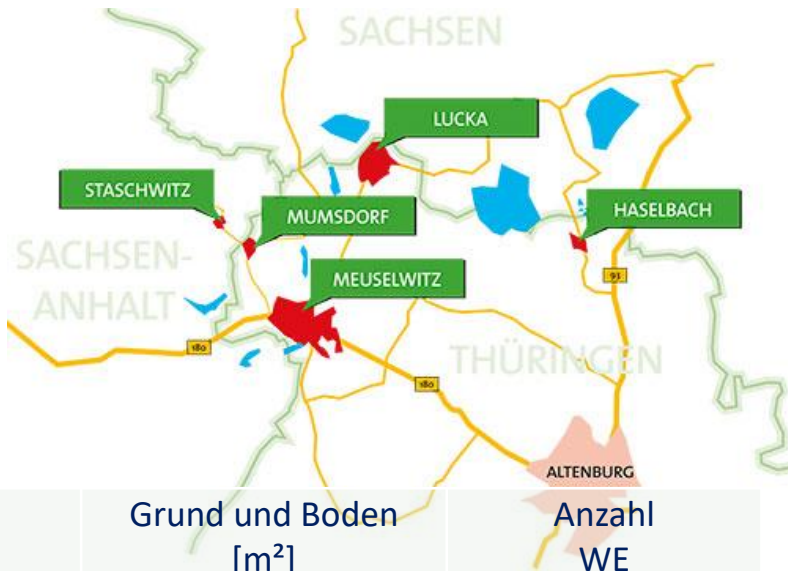 SACHSEN
LUCKA
STASCHWITZ
MUMSDORF
HASELBACH
SACHSEN-
ANHALT
MEUSELWITZ
93
180
THÜRINGEN
180
ALTENBURG
Grund und Boden
[m²]
Anzahl
WE